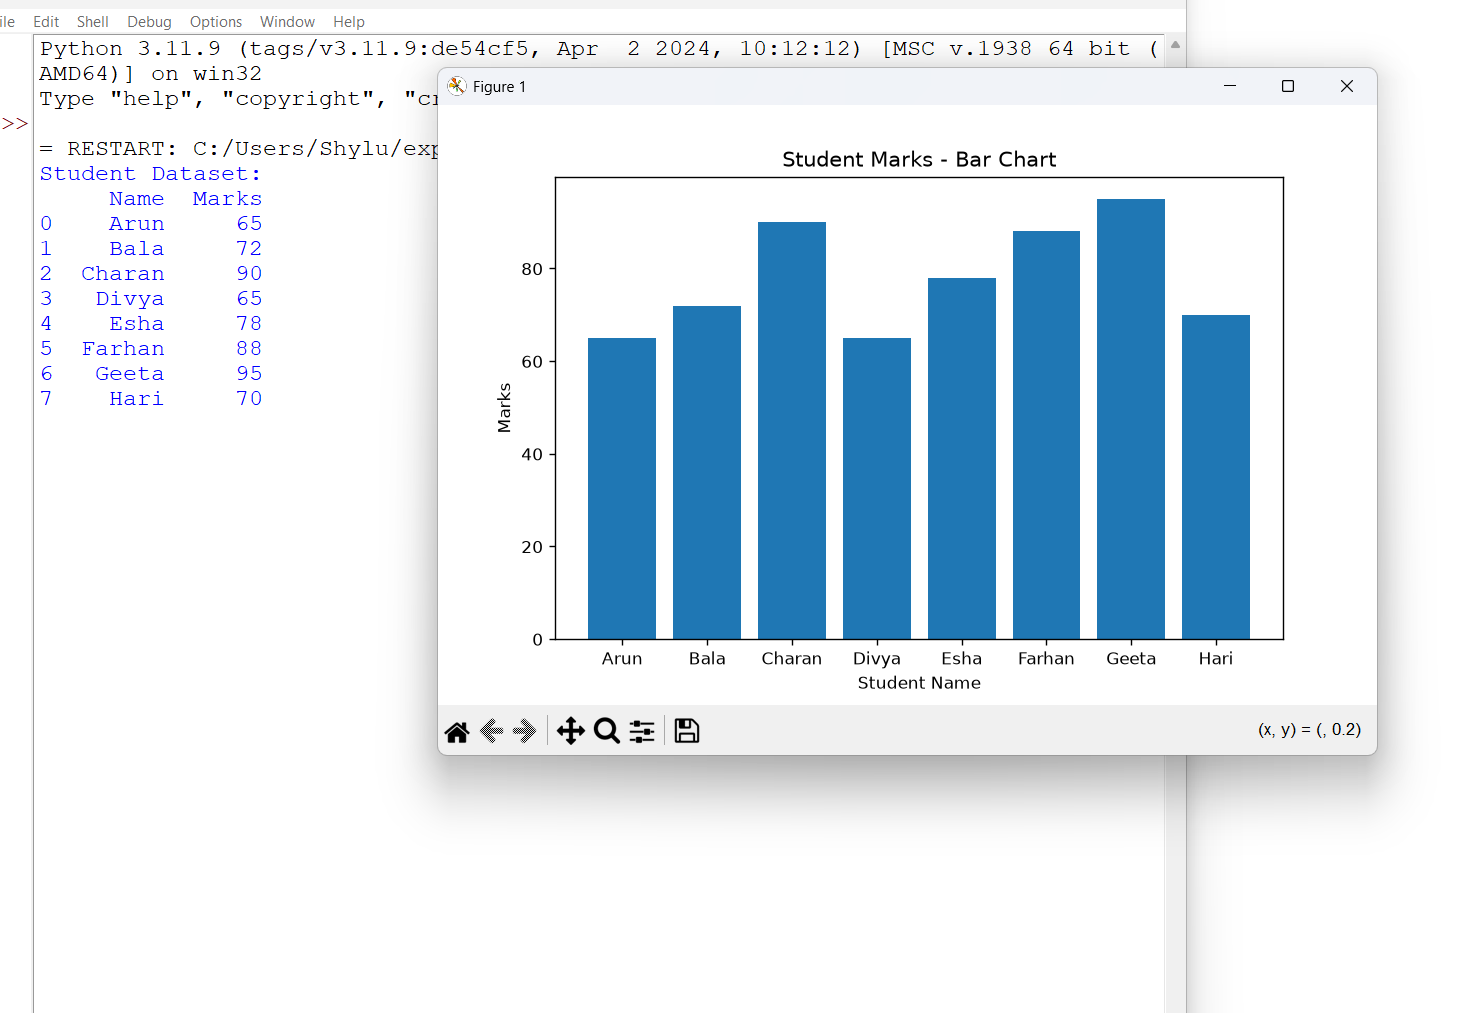 Edit Shell Debug Options Window Help
Python 3.11.9 (tags/v3.11.9:de54cf5, Apr  2 2024, 10:12:12) [MSC v.1938 64 bit (
AMD64)] on win32
Type "help", "copyright",
>>
= RESTART: C:/Users/Shylu/
Student Dataset:
Name Marks
0 Arun 65
1 Bala 72
2 Charan 90
3 Divya 65
4 Esha 78
5 Farhan 88
6 Geeta 95
7 Hari 70
Figure 1
Student Marks - Bar Chart
80
60
40
20
0
Marks
Arun Bala Charan Divya Esha Farhan Geeta Hari
Student Name
(x, y) = (, 0.2)